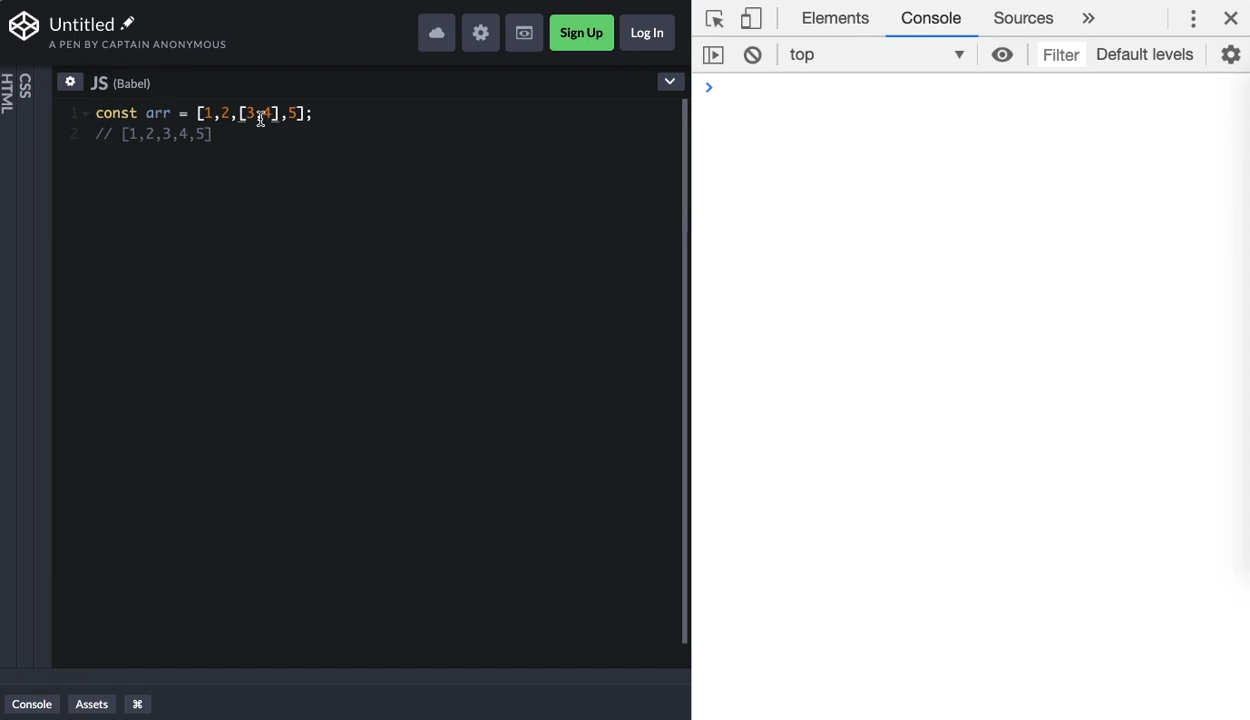 Untitled
A PEN BY CAPTAIN ANONYMOUS
Sign Up
Log In
HTML
CSS
JS (Babel)
1 const arr = [1,2,[3,4],5];
2 // [1,2,3,4,5]
Console
Assets
⌘
Elements
Console
Sources
»
top
Filter
Default levels
>